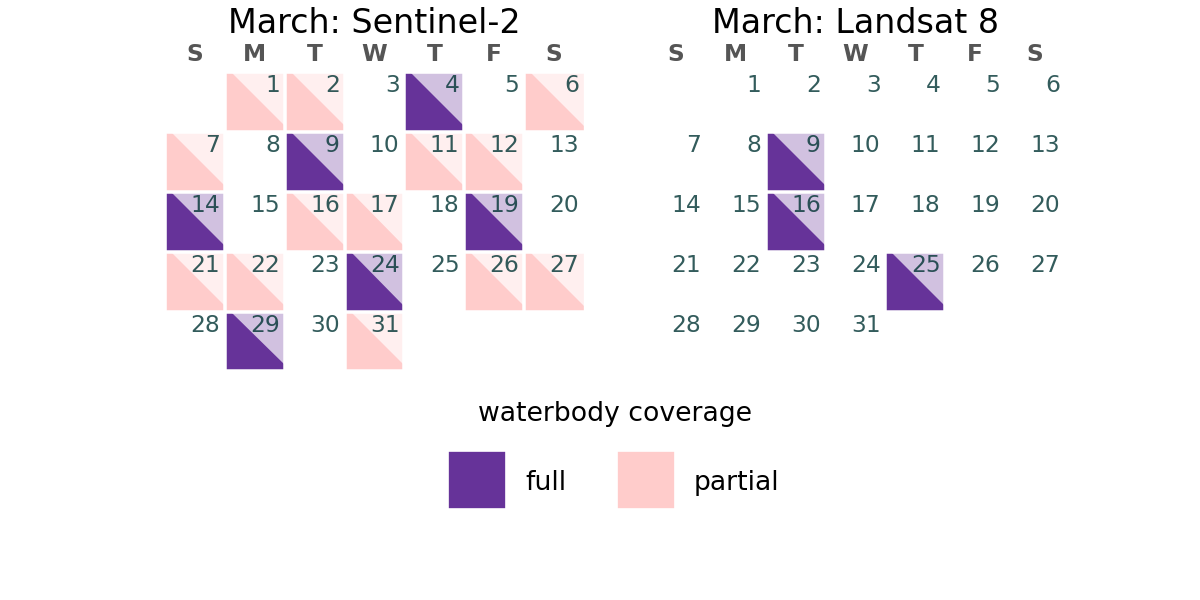 March: Sentinel-2
S M T W T F S
1 2 3 4 5 6
7 8 9 10 11 12 13
14 15 16 17 18 19 20
21 22 23 24 25 26 27
28 29 30 31
March: Landsat 8
S M T W T F S
1 2 3 4 5 6
7 8 9 10 11 12 13
14 15 16 17 18 19 20
21 22 23 24 25 26 27
28 29 30 31
waterbody coverage
full partial